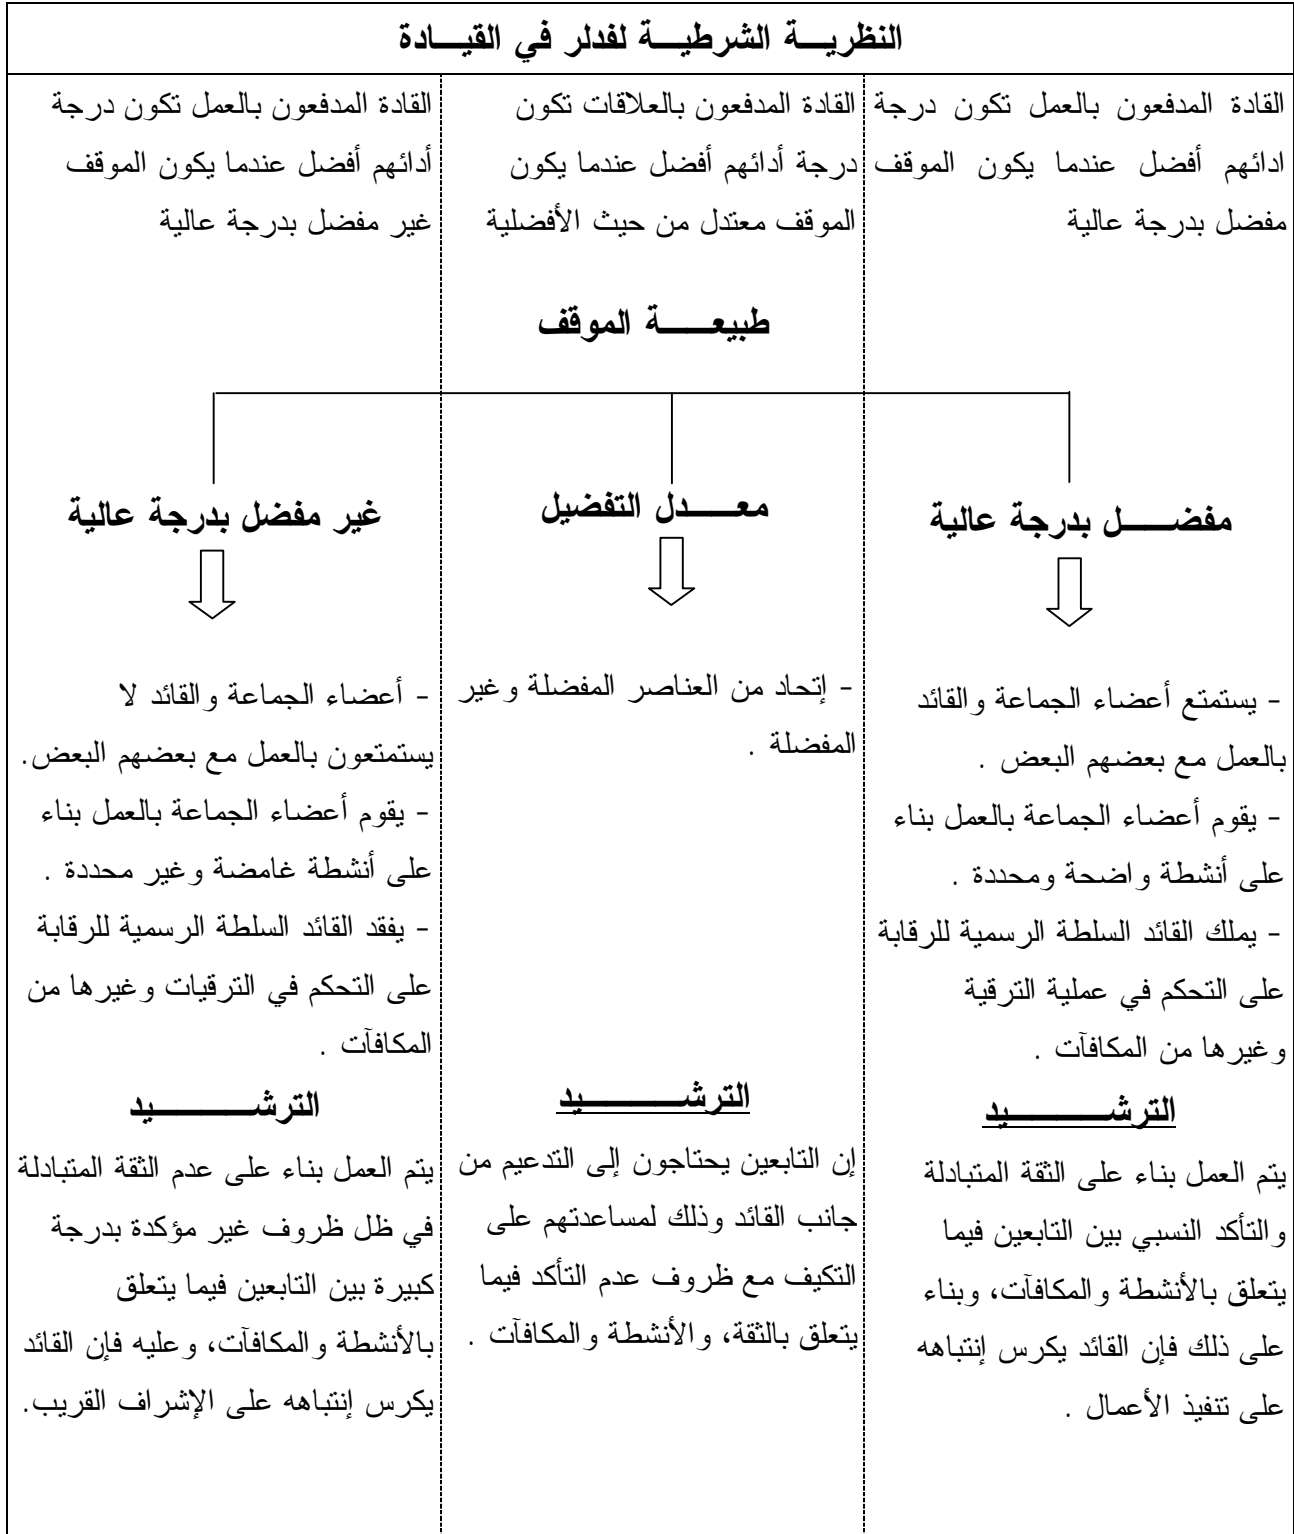 النظريـــة الشرطيـــة لفدلر في القيـــادة
القادة المدفعون بالعمل تكون درجة
ادائهم أفضل عندما يكون الموقف
مفضل بدرجة عالية
القادة المدفعون بالعلاقات تكون
درجة أدائهم أفضل عندما يكون
الموقف معتدل من حيث الأفضلية
القادة المدفعون بالعمل تكون درجة
أدائهم أفضل عندما يكون الموقف
غير مفضل بدرجة عالية
طبيعـــــة الموقف
مفضـــــل بدرجة عالية
معـــــدل التفضيل
غير مفضل بدرجة عالية
- يستمتع أعضاء الجماعة والقائد
بالعمل مع بعضهم البعض .
- يقوم أعضاء الجماعة بالعمل بناء
على أنشطة واضحة ومحددة .
- يملك القائد السلطة الرسمية للرقابة
على التحكم في عملية الترقية
وغيرها من المكافآت .
الترشـــــــــيد
يتم العمل بناء على الثقة المتبادلة
والتأكد النسبي بين التابعين فيما
يتعلق بالأنشطة والمكافآت، وبناء
على ذلك فإن القائد يكرس إنتباهه
على تنفيذ الأعمال .
- إتحاد من العناصر المفضلة وغير
المفضلة .
الترشـــــــــيد
إن التابعين يحتاجون إلى التدعيم من
جانب القائد وذلك لمساعدتهم على
التكيف مع ظروف عدم التأكد فيما
يتعلق بالثقة، والأنشطة والمكافآت .
- أعضاء الجماعة والقائد لا
يستمتعون بالعمل مع بعضهم البعض.
- يقوم أعضاء الجماعة بالعمل بناء
على أنشطة غامضة وغير محددة .
- يفقد القائد السلطة الرسمية للرقابة
على التحكم في الترقيات وغيرها من
المكافآت .
الترشـــــــــيد
يتم العمل بناء على عدم الثقة المتبادلة
في ظل ظروف غير مؤكدة بدرجة
كبيرة بين التابعين فيما يتعلق
بالأنشطة والمكافآت، وعليه فإن القائد
يكرس إنتباهه على الإشراف القريب.